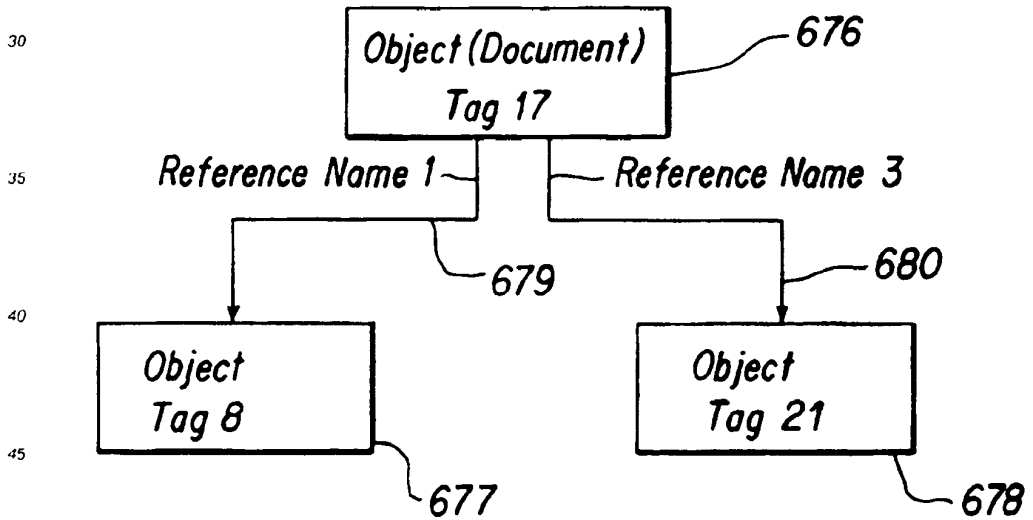 30
Object (Document)
Tag 17
676
35
Reference Name 1
Reference Name 3
679
680
40
Object
Tag 8
Object
Tag 21
45
677
678